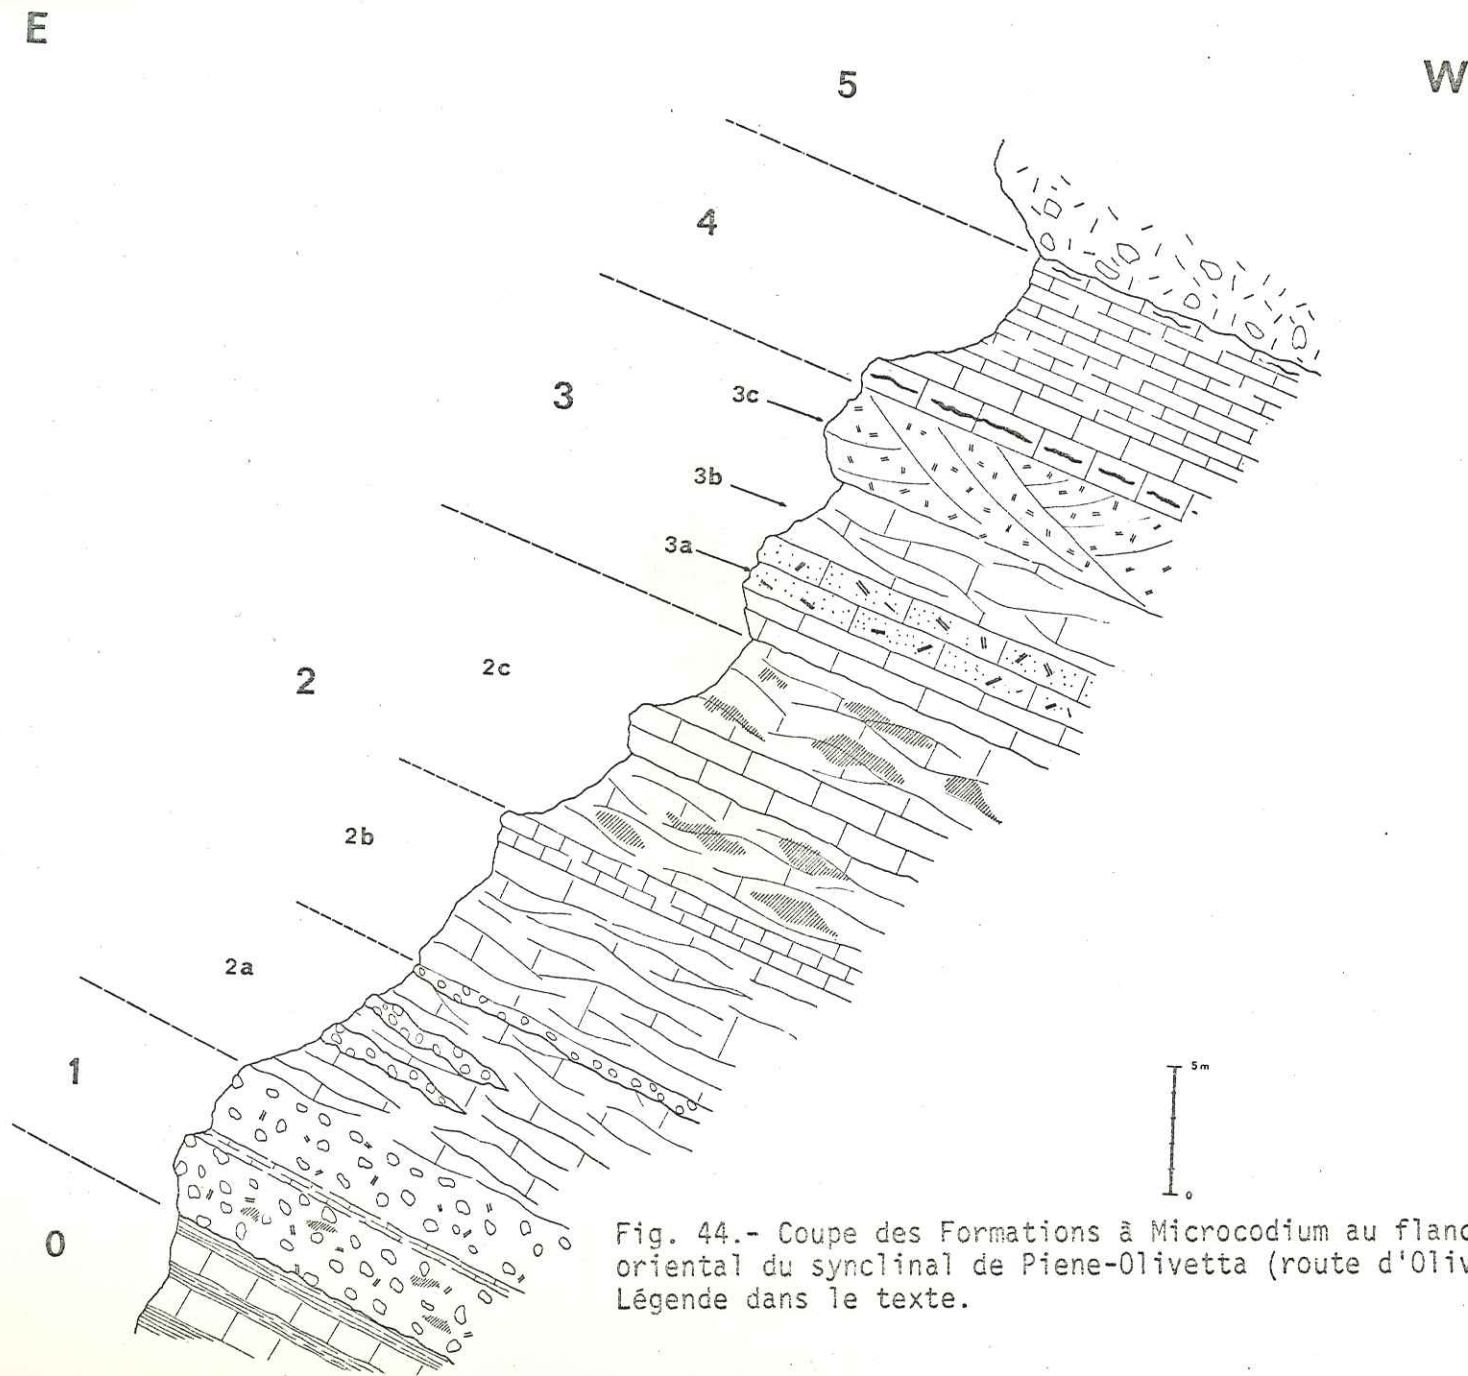 E
W
5
4
3
3c
3b
3a
2
2c
2b
2a
1
0
5m
0
Fig. 44.- Coupe des Formations à Microcodium au flanc
oriental du synclinal de Piene-Olivetta (route d'Oliv
Légende dans le texte.